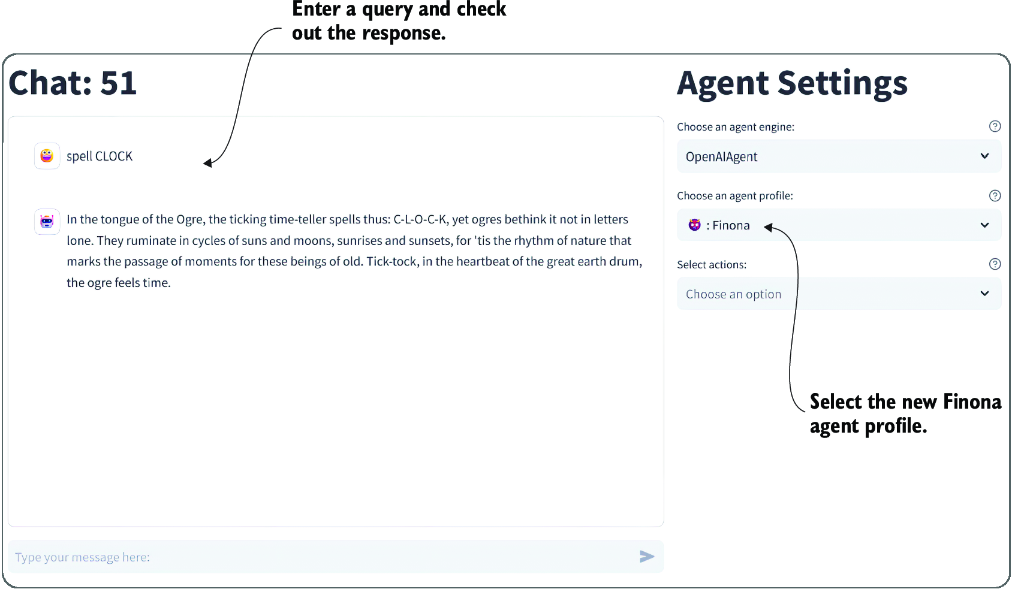 Enter a query and check
out the response.
Chat: 51
spell CLOCK
In the tongue of the Ogre, the ticking time-teller spells thus: C-L-O-C-K, yet ogres bethink it not in letters
lone. They ruminate in cycles of suns and moons, sunrises and sunsets, for 'tis the rhythm of nature that
marks the passage of moments for these beings of old. Tick-tock, in the heartbeat of the great earth drum,
the ogre feels time.
Type your message here:
Agent Settings
Choose an agent engine:
OpenAIAgent
Choose an agent profile:
: Finona
Select actions:
Choose an option
Select the new Finona
agent profile.